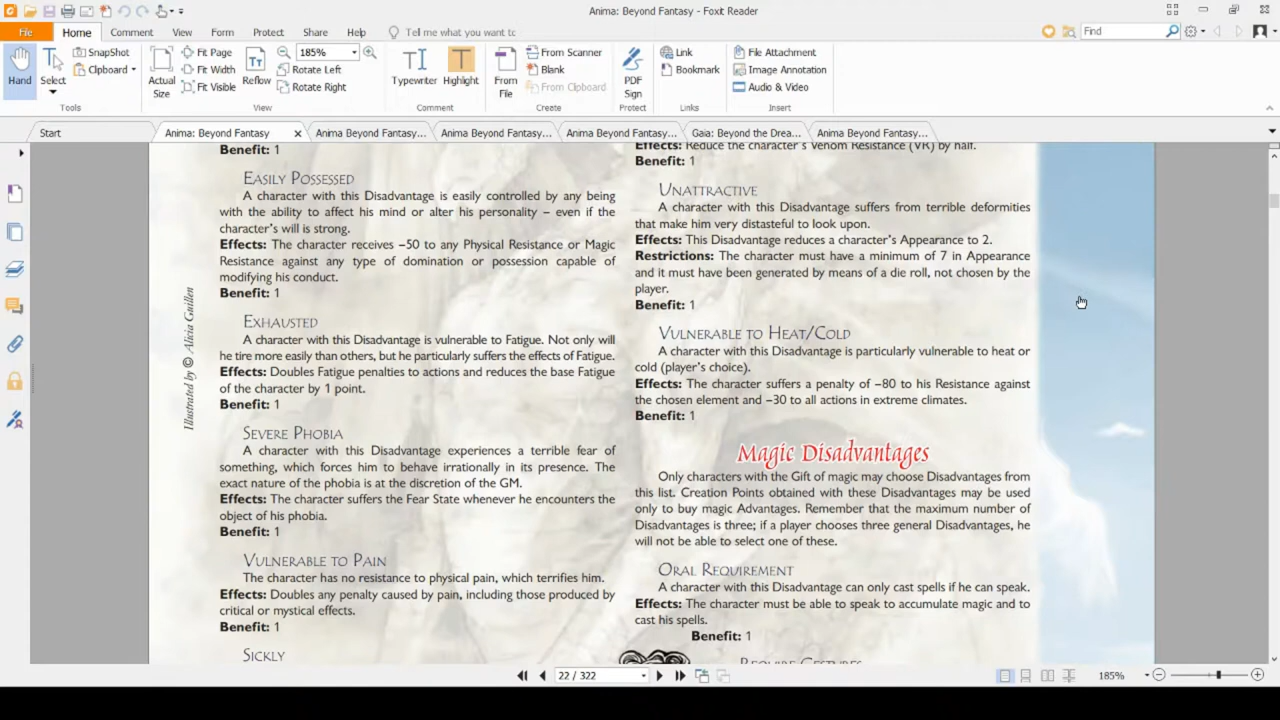 Anima: Beyond Fantasy - Foxit Reader
File Home Comment View Form Protect Share Help Tell me what you want to Find
Hand
Select
SnapShot
Clipboard
Actual
Size
Fit Page
Fit Width
Fit Visible
Reflow
185%
Rotate Left
Rotate Right
Typewriter
Highlight
From
File
From Scanner
Blank
From Clipboard
PDF
Sign
Link
Bookmark
File Attachment
Image Annotation
Audio & Video
Tools View Comment Create Protect Links Insert
Start Anima: Beyond Fantasy Anima Beyond Fantasy... Anima Beyond Fantasy... Anima Beyond Fantasy... Gaia: Beyond the Drea... Anima Beyond Fantasy...
Benefit: 1
Easily Possessed
A character with this Disadvantage is easily controlled by any being
with the ability to affect his mind or alter his personality – even if the
character's will is strong.
Effects: The character receives –50 to any Physical Resistance or Magic
Resistance against any type of domination or possession capable of
modifying his conduct.
Benefit: 1
Exhausted
A character with this Disadvantage is vulnerable to Fatigue. Not only will
he tire more easily than others, but he particularly suffers the effects of Fatigue.
Effects: Doubles Fatigue penalties to actions and reduces the base Fatigue
of the character by 1 point.
Benefit: 1
Severe Phobia
A character with this Disadvantage experiences a terrible fear of
something, which forces him to behave irrationally in its presence. The
exact nature of the phobia is at the discretion of the GM.
Effects: The character suffers the Fear State whenever he encounters the
object of his phobia.
Benefit: 1
Vulnerable to Pain
The character has no resistance to physical pain, which terrifies him.
Effects: Doubles any penalty caused by pain, including those produced by
critical or mystical effects.
Benefit: 1
Sickly
Illustrated by © Alicia Guillen
Effects: Reduce the character's Venom Resistance (VR) by half.
Benefit: 1
Unattractive
A character with this Disadvantage suffers from terrible deformities
that make him very distasteful to look upon.
Effects: This Disadvantage reduces a character's Appearance to 2.
Restrictions: The character must have a minimum of 7 in Appearance
and it must have been generated by means of a die roll, not chosen by the
player.
Benefit: 1
Vulnerable to Heat/Cold
A character with this Disadvantage is particularly vulnerable to heat or
cold (player's choice).
Effects: The character suffers a penalty of –80 to his Resistance against
the chosen element and –30 to all actions in extreme climates.
Benefit: 1
Magic Disadvantages
Only characters with the Gift of magic may choose Disadvantages from
this list. Creation Points obtained with these Disadvantages may be used
only to buy magic Advantages. Remember that the maximum number of
Disadvantages is three; if a player chooses three general Disadvantages, he
will not be able to select one of these.
Oral Requirement
A character with this Disadvantage can only cast spells if he can speak.
Effects: The character must be able to speak to accumulate magic and to
cast his spells.
Benefit: 1
Require Gestures
22 / 322
185%